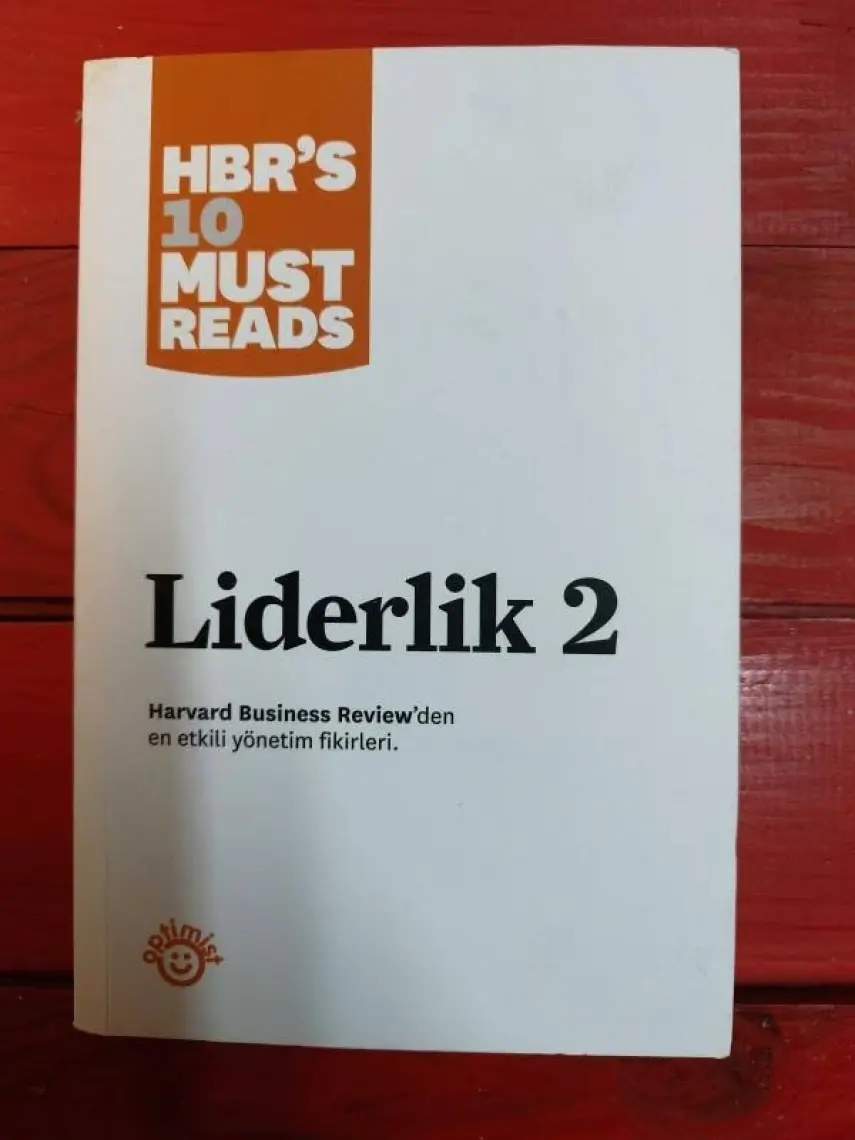 HBR'S
10
MUST
READS
Liderlik 2
Harvard Business Review'den
en etkili yönetim fikirleri.
optimist